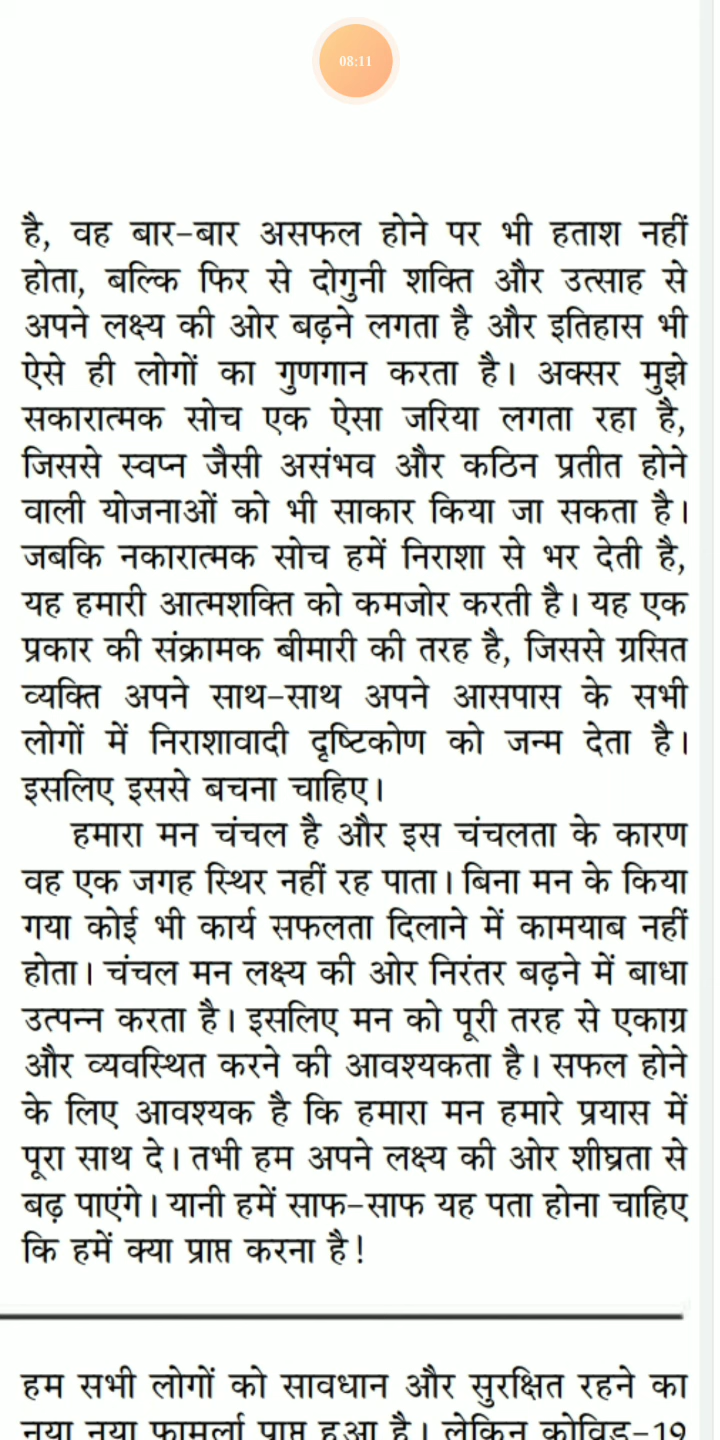 08:11
है, वह बार-बार असफल होने पर भी हताश नहीं
होता, बल्कि फिर से दोगुनी शक्ति और उत्साह से
अपने लक्ष्य की ओर बढ़ने लगता है और इतिहास भी
ऐसे ही लोगों का गुणगान करता है। अक्सर मुझे
सकारात्मक सोच एक ऐसा जरिया लगता रहा है,
जिससे स्वप्न जैसी असंभव और कठिन प्रतीत होने
वाली योजनाओं को भी साकार किया जा सकता है।
जबकि नकारात्मक सोच हमें निराशा से भर देती है,
यह हमारी आत्मशक्ति को कमजोर करती है। यह एक
प्रकार की संक्रामक बीमारी की तरह है, जिससे ग्रसित
व्यक्ति अपने साथ-साथ अपने आसपास के सभी
लोगों में निराशावादी दृष्टिकोण को जन्म देता है।
इसलिए इससे बचना चाहिए।
हमारा मन चंचल है और इस चंचलता के कारण
वह एक जगह स्थिर नहीं रह पाता। बिना मन के किया
गया कोई भी कार्य सफलता दिलाने में कामयाब नहीं
होता। चंचल मन लक्ष्य की ओर निरंतर बढ़ने में बाधा
उत्पन्न करता है। इसलिए मन को पूरी तरह से एकाग्र
और व्यवस्थित करने की आवश्यकता है। सफल होने
के लिए आवश्यक है कि हमारा मन हमारे प्रयास में
पूरा साथ दे। तभी हम अपने लक्ष्य की ओर शीघ्रता से
बढ़ पाएंगे। यानी हमें साफ-साफ यह पता होना चाहिए
कि हमें क्या प्राप्त करना है!
हम सभी लोगों को सावधान और सुरक्षित रहने का
नया नया फामूर्ला प्राप्त हुआ है। लेकिन कोविड-19